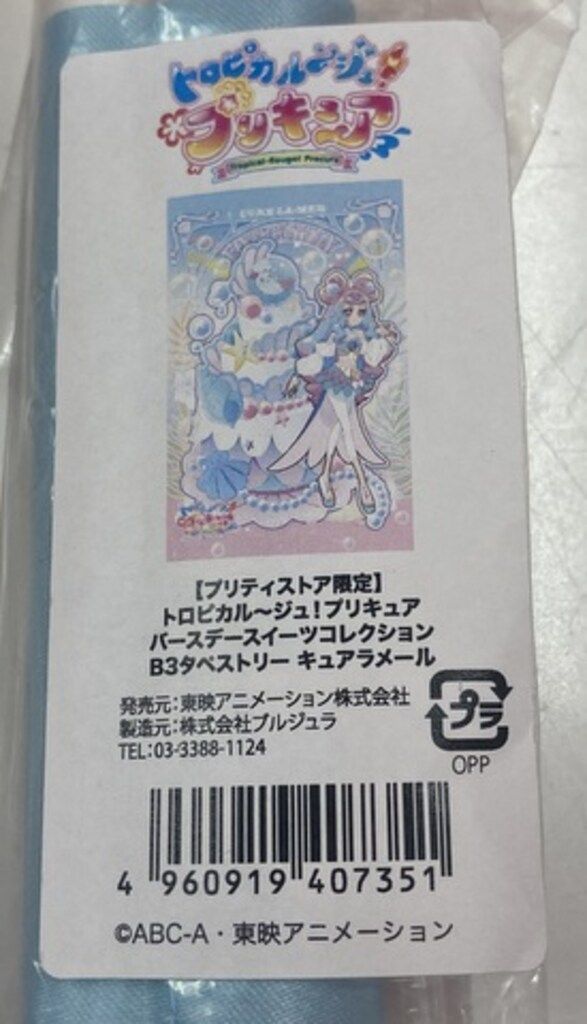 トロピカル〜ジュ!
プリキュア
Tropical-Rouge! Precure
CURE LA MER
【プリティストア限定】
トロピカル〜ジュ!プリキュア
バースデースイーツコレクション
B3タペストリー キュアラメール
発売元:東映アニメーション株式会社
製造元:株式会社ブルジュラ
TEL:03-3388-1124
プラ
OPP
4 960919 407351
©ABC-A・東映アニメーション